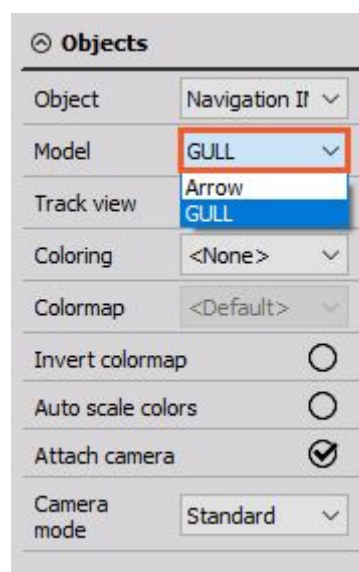 Objects
Object Navigation
Model GULL
Arrow
Track view
GULL
Coloring <None>
Colormap <Default>
Invert colormap
Auto scale colors
Attach camera
Camera
mode Standard